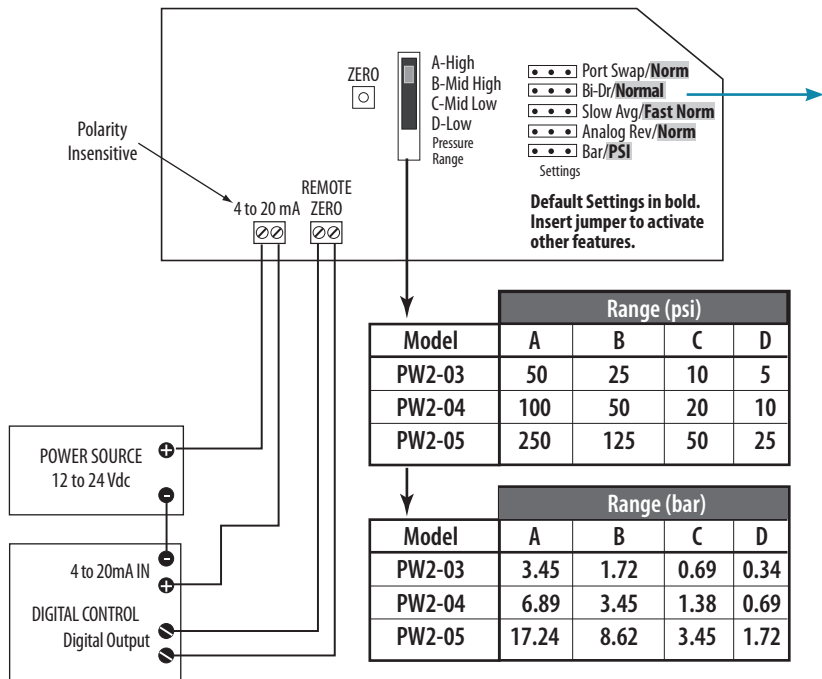 ZERO
A-High
B-Mid High
C-Mid Low
D-Low
Pressure
Range
Port Swap/Norm
Bi-Dr/Normal
Slow Avg/Fast Norm
Analog Rev/Norm
Bar/PSI
Settings
Default Settings in bold.
Insert jumper to activate
other features.
Polarity
Insensitive
4 to 20 mA
REMOTE
ZERO
Range (psi)
Model A B C D
PW2-03 50 25 10 5
PW2-04 100 50 20 10
PW2-05 250 125 50 25
POWER SOURCE
12 to 24 Vdc
+
-
Range (bar)
Model A B C D
PW2-03 3.45 1.72 0.69 0.34
PW2-04 6.89 3.45 1.38 0.69
PW2-05 17.24 8.62 3.45 1.72
-
4 to 20mA IN
+
DIGITAL CONTROL
Digital Output